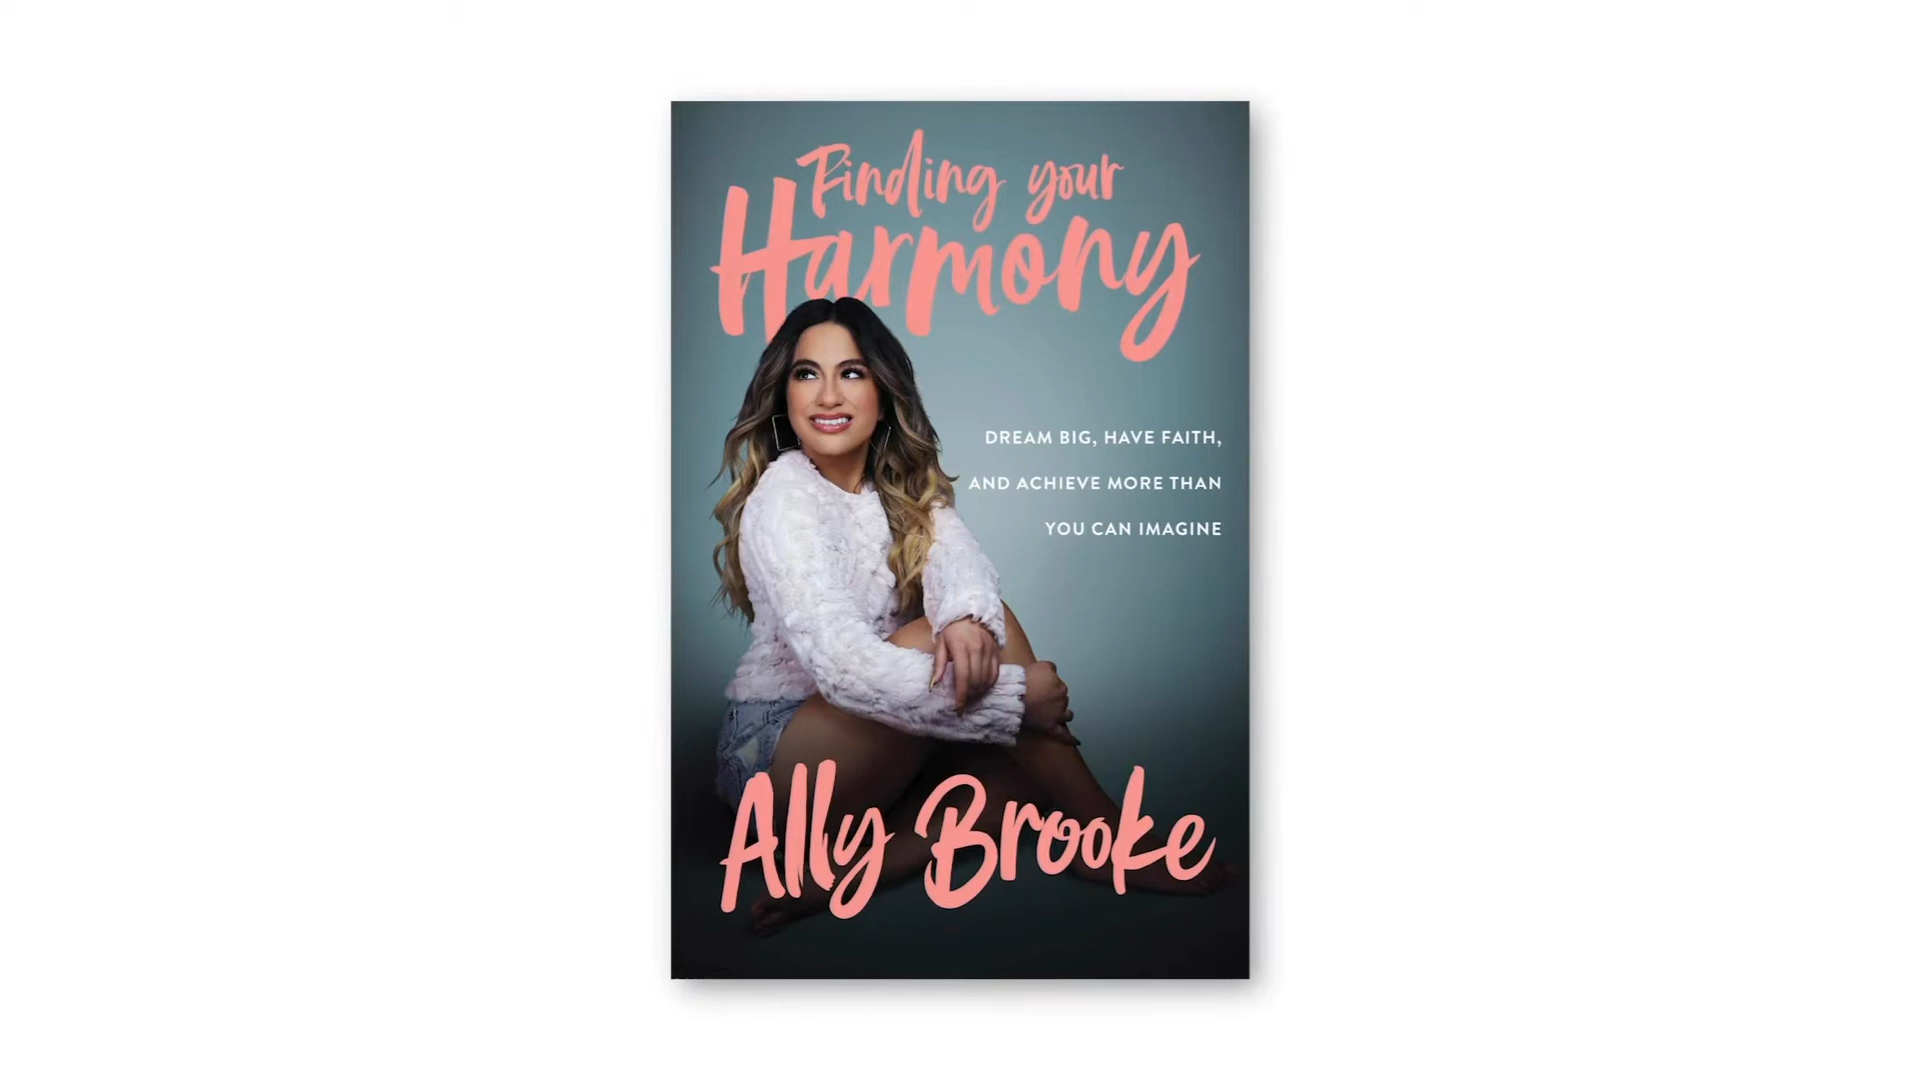 Finding your
Harmony
DREAM BIG, HAVE FAITH,
AND ACHIEVE MORE THAN
YOU CAN IMAGINE
Ally Brooke